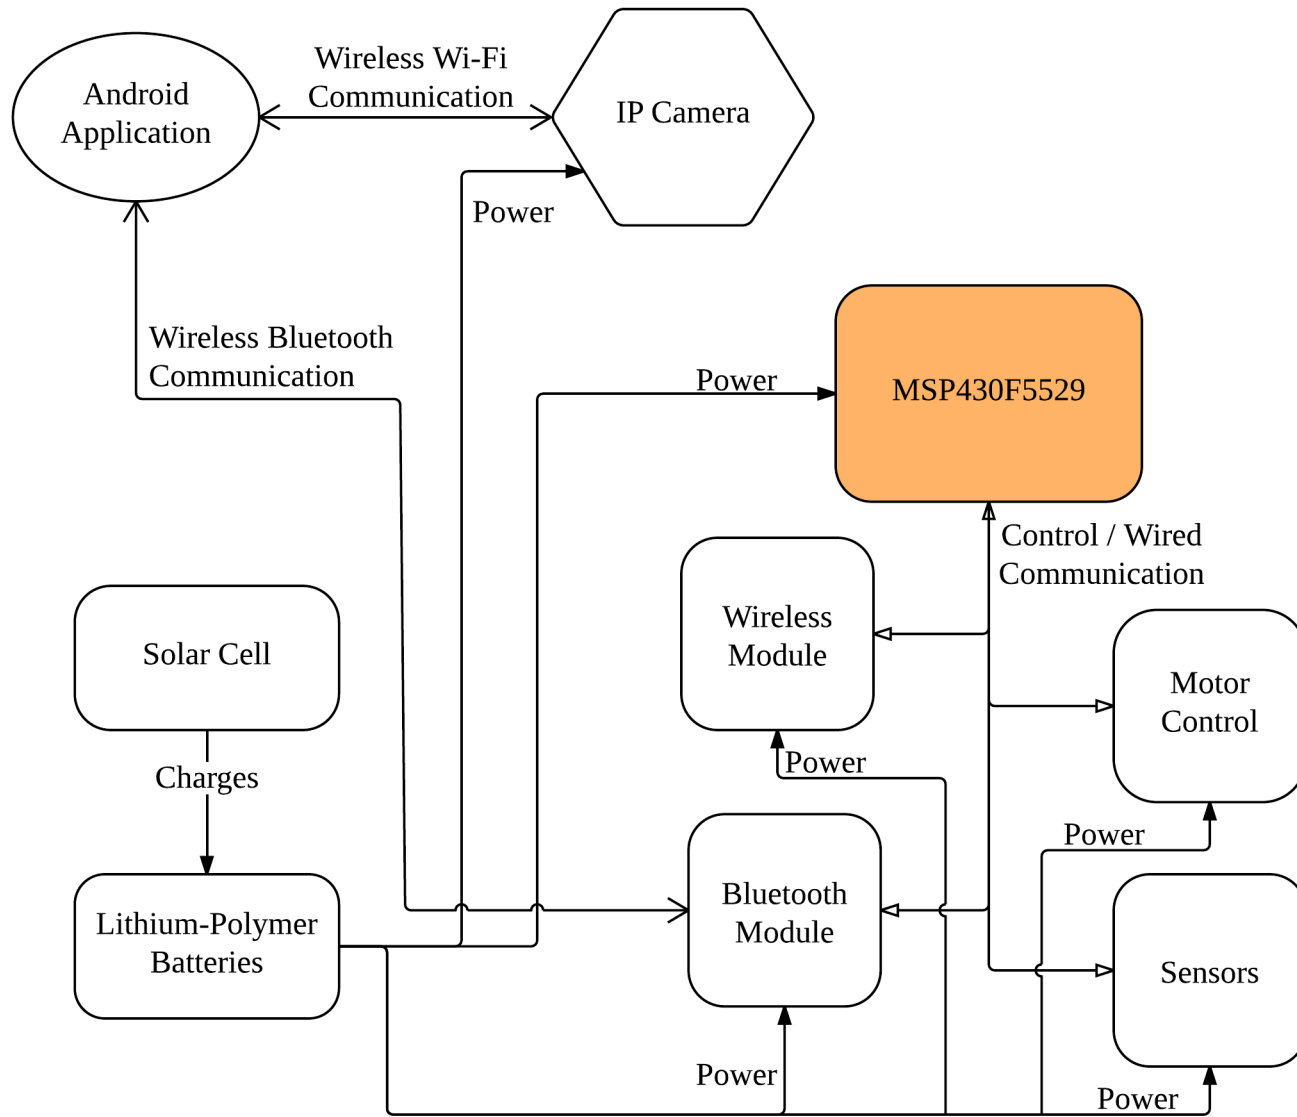 Android
Application
Wireless Wi-Fi
Communication
IP Camera
Power
Wireless Bluetooth
Communication
Power
MSP430F5529
Control / Wired
Communication
Wireless
Module
Solar Cell
Motor
Control
Charges
Power
Power
Lithium-Polymer
Batteries
Bluetooth
Module
Sensors
Power
Power